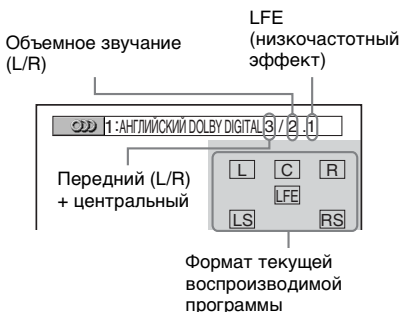 Объемное звучание
(L/R)
LFE
(низкочастотный
эффект)
1:АНГЛИЙСКИЙ DOLBY DIGITAL 3 / 2 .1
Передний (L/R)
+ центральный
L C R
LFE
LS RS
Формат текущей
воспроизводимой
программы